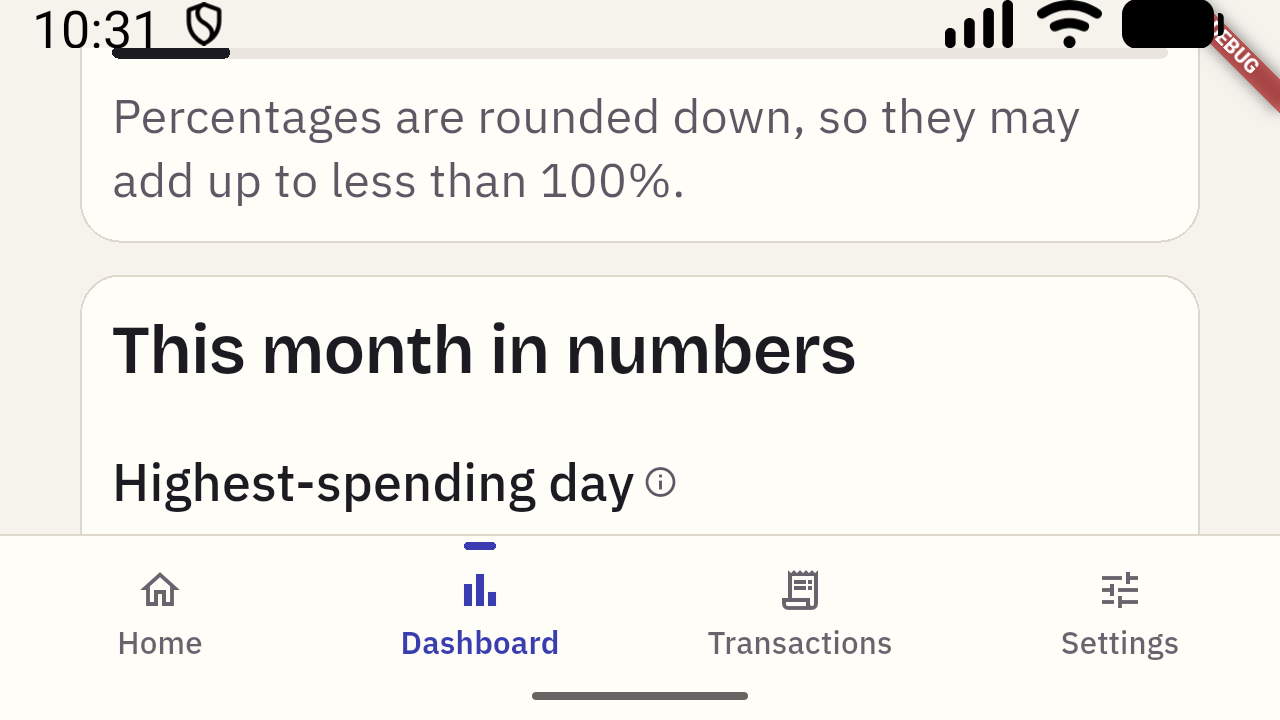 10:31
Percentages are rounded down, so they may
add up to less than 100%.
This month in numbers
Highest-spending day
Home
Dashboard
Transactions
Settings